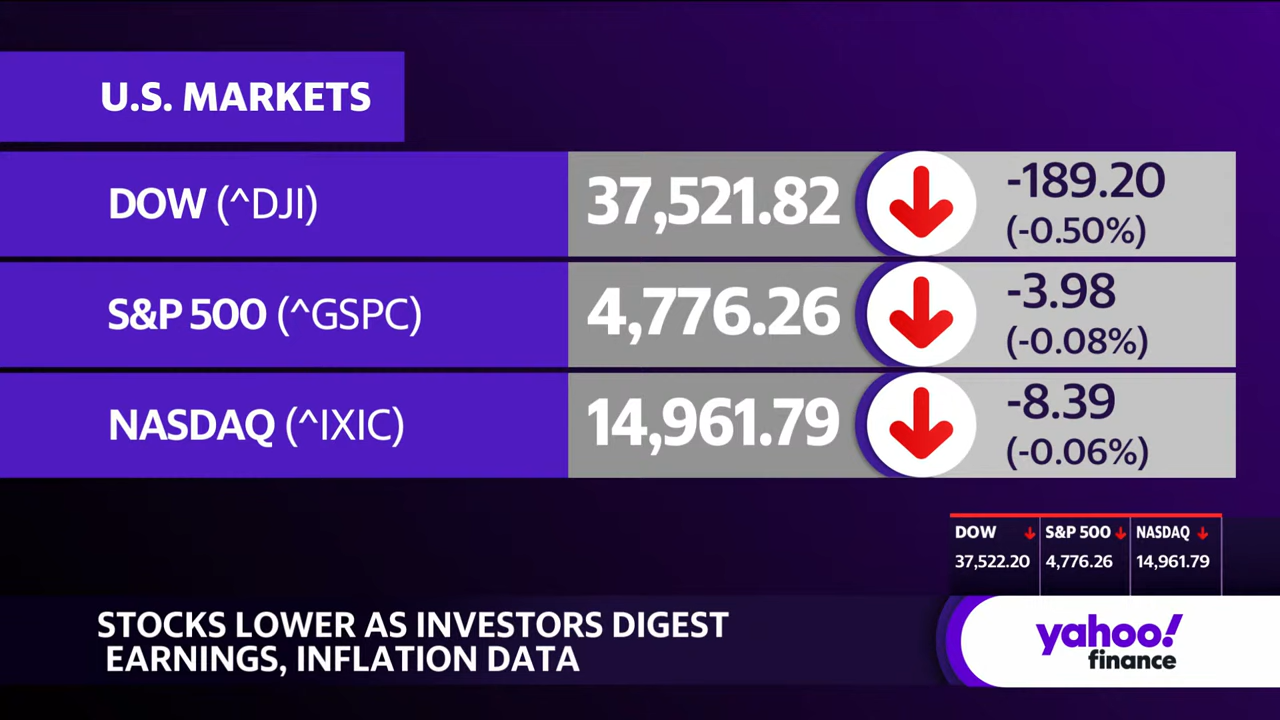 U.S. MARKETS
DOW (^DJI) 37,521.82 -189.20
(-0.50%)
S&P 500 (^GSPC) 4,776.26 -3.98
(-0.08%)
NASDAQ (^IXIC) 14,961.79 -8.39
(-0.06%)
DOW S&P 500 NASDAQ
37,522.20 4,776.26 14,961.79
STOCKS LOWER AS INVESTORS DIGEST
EARNINGS, INFLATION DATA
yahoo!
finance